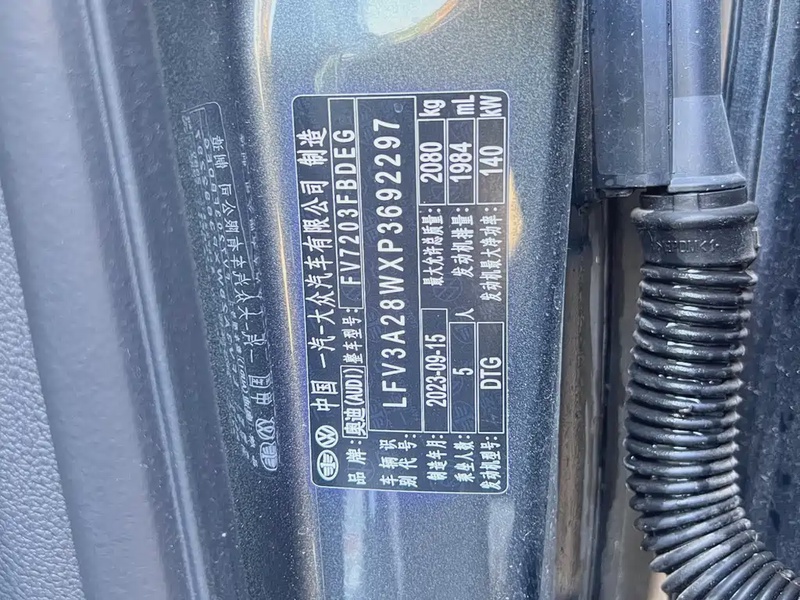 中国 一汽-大众汽车有限公司 制造
品 牌:奥迪(AUDI) 整车型号: FV7203FBDEG
车辆识别代号: LFV3A28WXP3692297
制造年月: 2023-09-15 最大允许总质量: 2080 kg
乘坐人数: 5 人 发动机排量: 1984 mL
发动机型号: DTG 发动机最大净功率: 140 kW